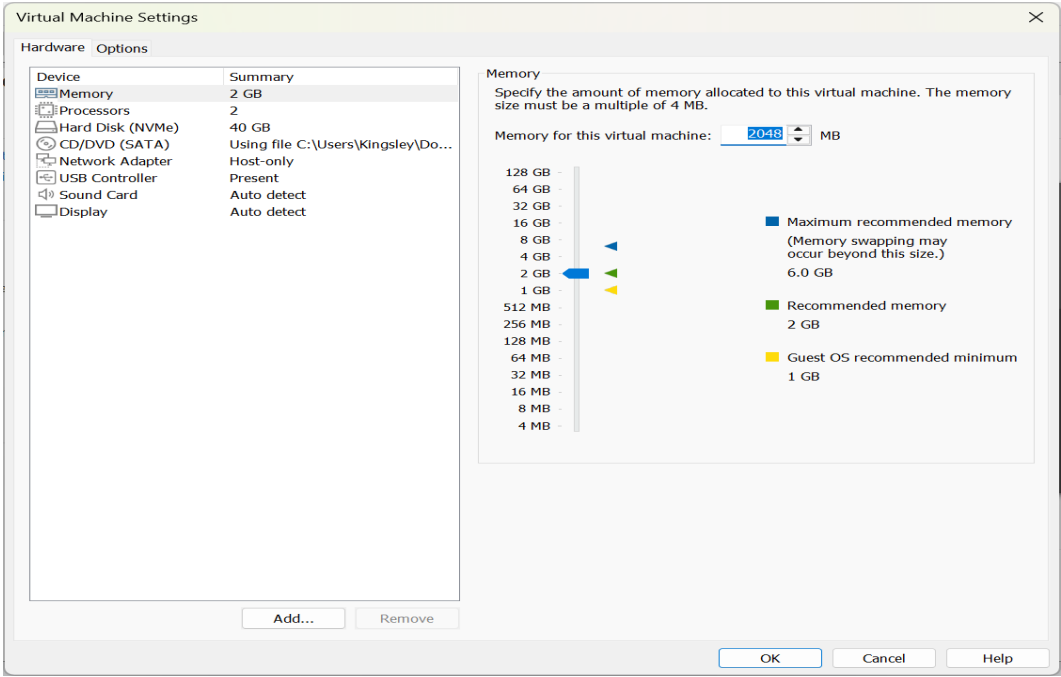 Virtual Machine Settings
Hardware Options
Device Summary
Memory 2 GB
Processors 2
Hard Disk (NVMe) 40 GB
CD/DVD (SATA) Using file C:\Users\Kingsley\Do...
Network Adapter Host-only
USB Controller Present
Sound Card Auto detect
Display Auto detect
Add... Remove
Memory
Specify the amount of memory allocated to this virtual machine. The memory
size must be a multiple of 4 MB.
Memory for this virtual machine: 2048 MB
128 GB
64 GB
32 GB
16 GB
8 GB
4 GB
2 GB
1 GB
512 MB
256 MB
128 MB
64 MB
32 MB
16 MB
8 MB
4 MB
Maximum recommended memory
(Memory swapping may
occur beyond this size.)
6.0 GB
Recommended memory
2 GB
Guest OS recommended minimum
1 GB
OK Cancel Help